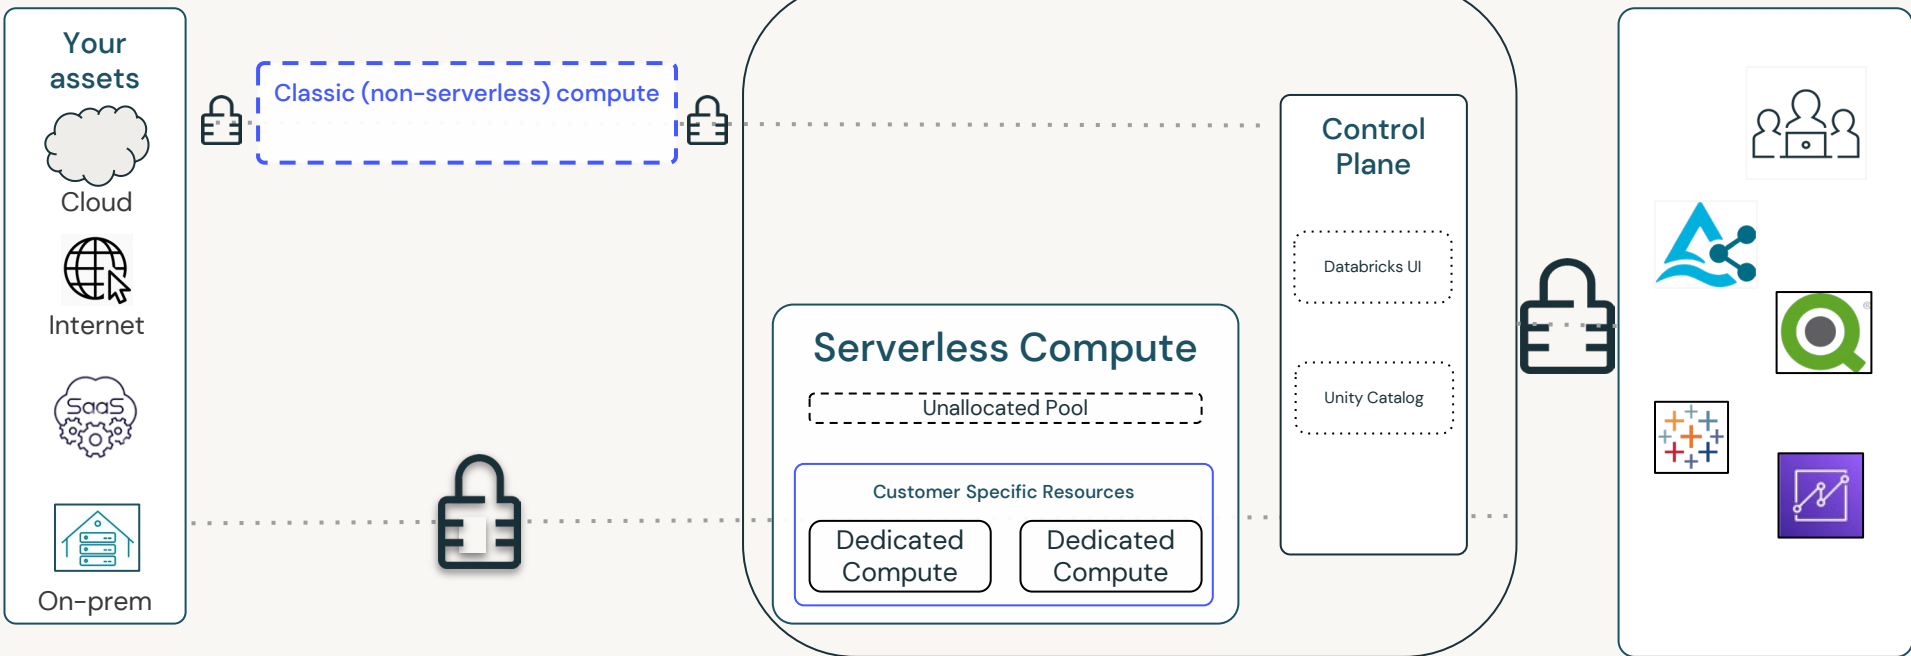 Your
assets
Cloud
Internet
SaaS
On-prem
Classic (non-serverless) compute
Serverless Compute
Unallocated Pool
Customer Specific Resources
Dedicated
Compute
Dedicated
Compute
Control
Plane
Databricks UI
Unity Catalog
®